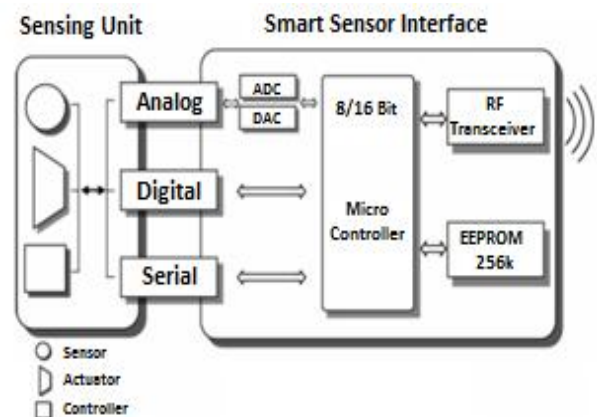 Sensing Unit
Smart Sensor Interface
Analog
ADC
DAC
8/16 Bit
RF
Transceiver
Digital
Micro
Controller
EEPROM
256k
Serial
Sensor
Actuator
Controller